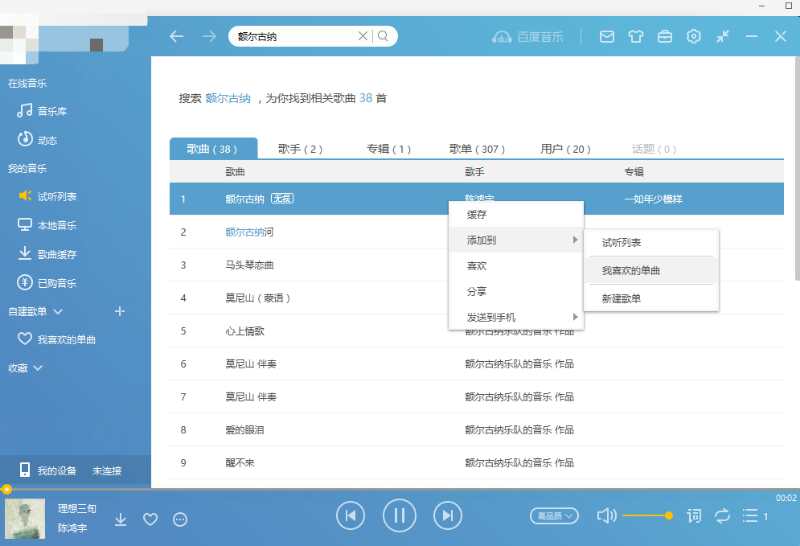 额尔古纳
百度音乐
在线音乐
音乐库
动态
我的音乐
试听列表
本地音乐
歌曲缓存
已购音乐
自建歌单
我喜欢的单曲
收藏
我的设备 未连接
搜索 额尔古纳 ，为你找到相关歌曲 38 首
歌曲（38） 歌手（2） 专辑（1） 歌单（307） 用户（20） 话题（0）
歌曲 歌手 专辑
1 额尔古纳 无损 陈鸿宇 一如年少模样
2 额尔古纳河
3 马头琴恋曲
4 莫尼山（蒙语）
5 心上情歌 额尔古纳乐队的音乐 作品
6 莫尼山 伴奏 额尔古纳乐队的音乐 作品
7 莫尼山 伴奏 额尔古纳乐队的音乐 作品
8 爱的眼泪 额尔古纳乐队的音乐 作品
9 醒不来 额尔古纳乐队的音乐 作品
缓存
添加到
喜欢
分享
发送到手机
试听列表
我喜欢的单曲
新建歌单
理想三旬
陈鸿宇
高品质
词
1
00:02